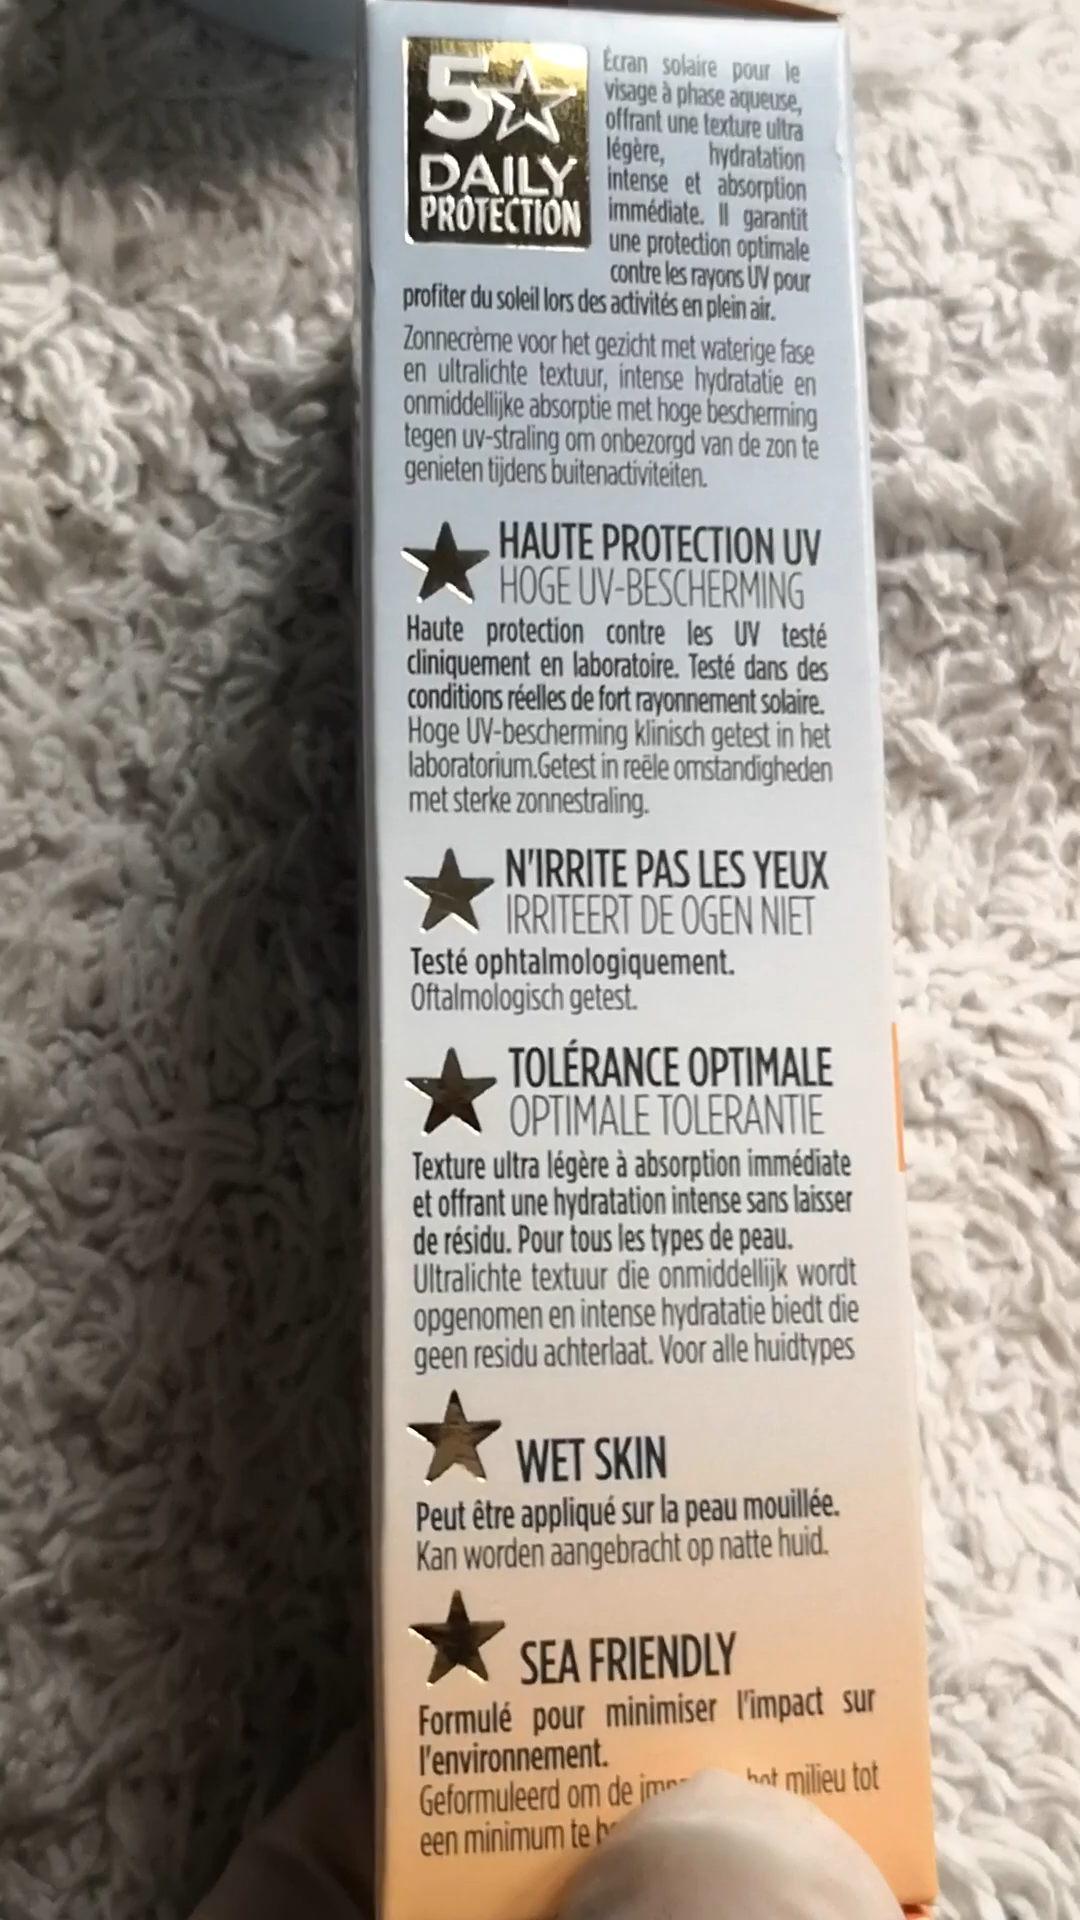 5
DAILY
PROTECTION
Écran solaire pour le
visage à phase aqueuse,
offrant une texture ultra
légère, hydratation
intense et absorption
immédiate. Il garantit
une protection optimale
contre les rayons UV pour
profiter du soleil lors des activités en plein air.
Zonnecrème voor het gezicht met waterige fase
en ultralichte textuur, intense hydratatie en
onmiddellijke absorptie met hoge bescherming
tegen uv-straling om onbezorgd van de zon te
genieten tijdens buitenactiviteiten.
HAUTE PROTECTION UV
HOGE UV-BESCHERMING
Haute protection contre les UV testé
cliniquement en laboratoire. Testé dans des
conditions réelles de fort rayonnement solaire.
Hoge UV-bescherming klinisch getest in het
laboratorium.Getest in reële omstandigheden
met sterke zonnestraling.
N'IRRITE PAS LES YEUX
IRRITEERT DE OGEN NIET
Testé ophtalmologiquement.
Oftalmologisch getest.
TOLÉRANCE OPTIMALE
OPTIMALE TOLERANTIE
Texture ultra légère à absorption immédiate
et offrant une hydratation intense sans laisser
de résidu. Pour tous les types de peau.
Ultralichte textuur die onmiddellijk wordt
opgenomen en intense hydratatie biedt die
geen residu achterlaat. Voor alle huidtypes
WET SKIN
Peut être appliqué sur la peau mouillée.
Kan worden aangebracht op natte huid.
SEA FRIENDLY
Formulé pour minimiser l'impact sur
l'environnement.
Geformuleerd om de het milieu tot
een minimum te